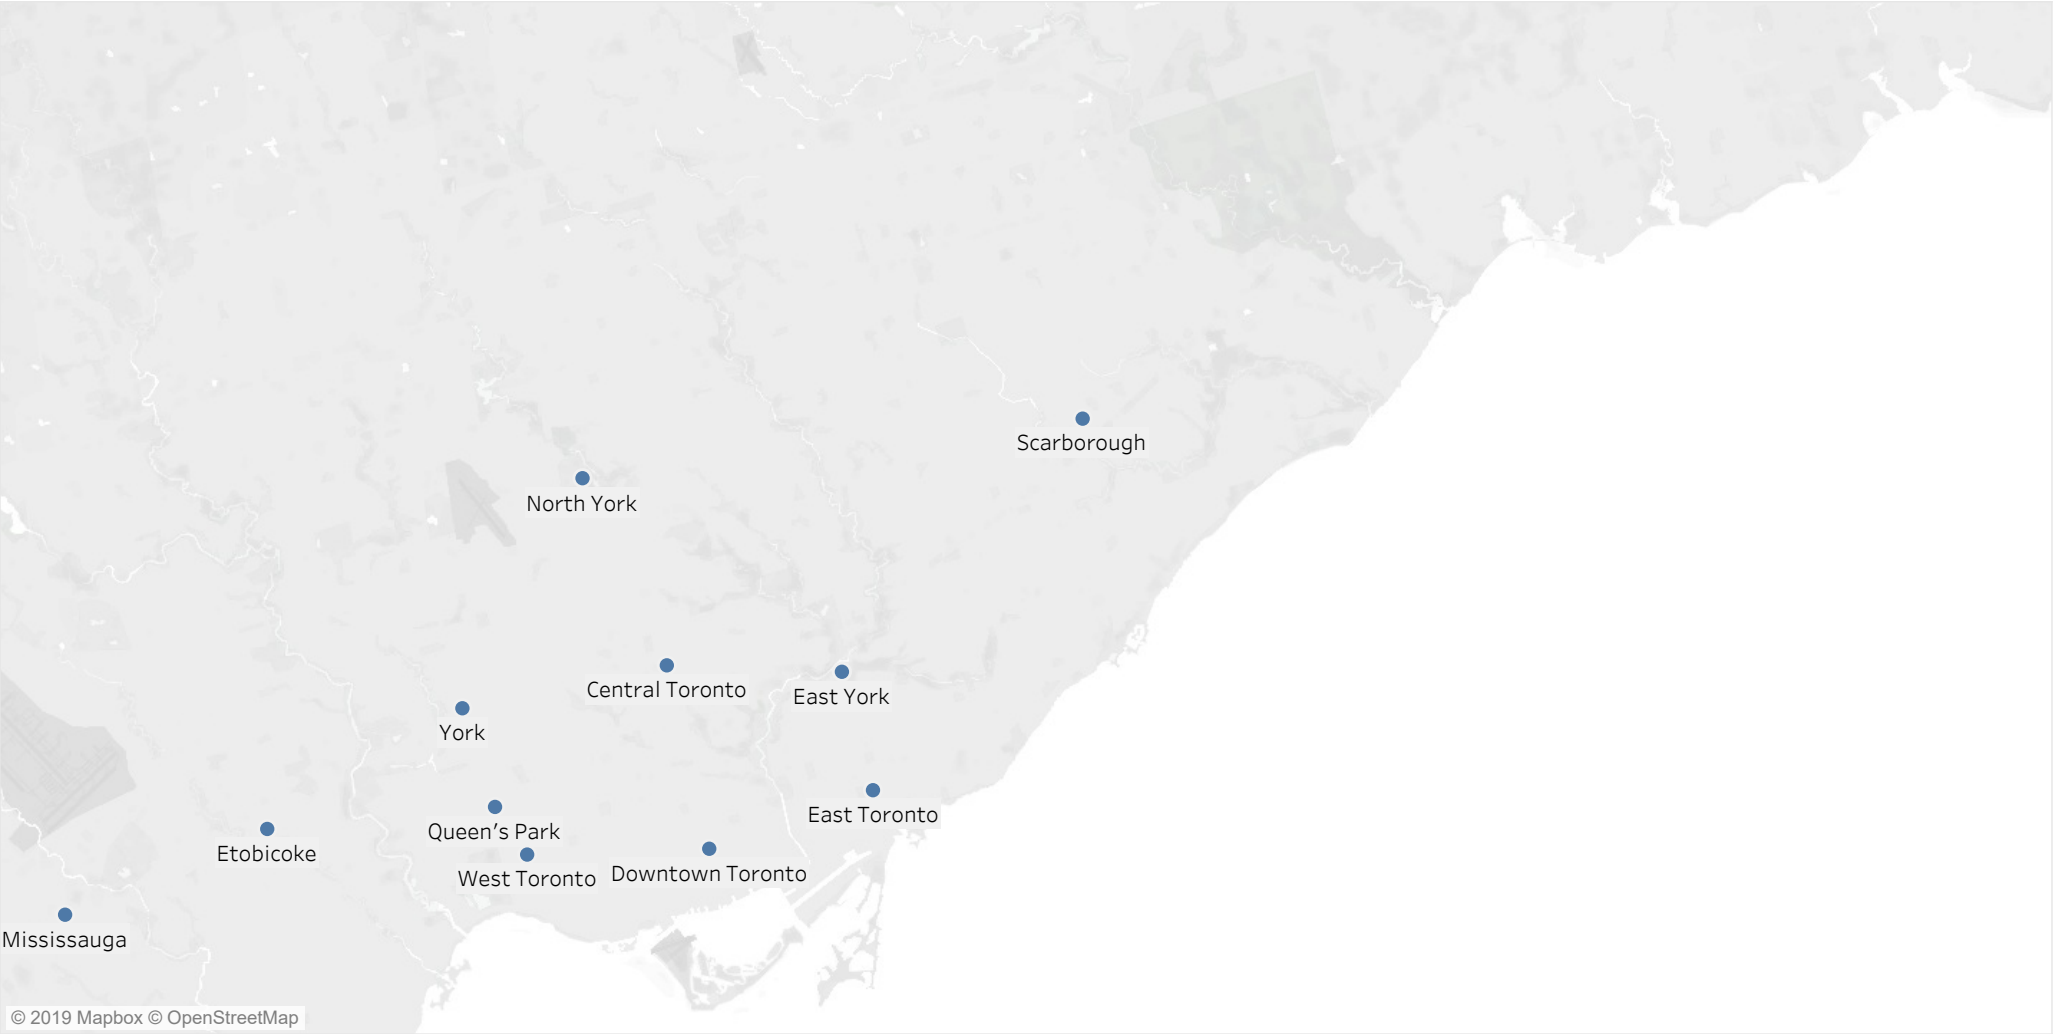 Scarborough
North York
Central Toronto
East York
York
East Toronto
Queen's Park
Etobicoke
West Toronto
Downtown Toronto
Mississauga
© 2019 Mapbox © OpenStreetMap